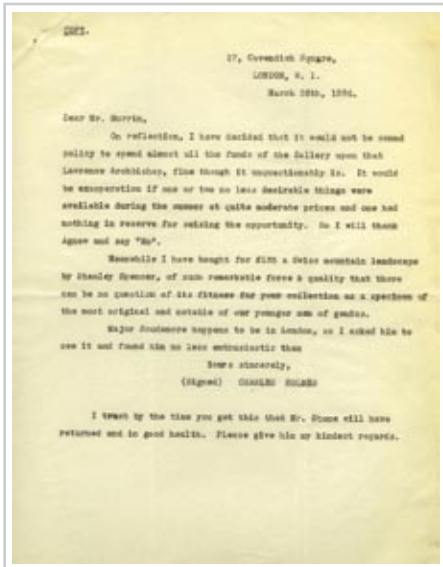 COPY.
17, Cavendish Square,
LONDON, W. 1.
March 1934.
Dear Mr.
On reflection, I have decided that it would not be sound
policy to spend almost all the funds of the Gallery upon that
Lawrence Archbishop, fine though it unquestionably is. It would
be exasperation if one or two no less desirable things were
available during the summer at quite moderate prices and one had
nothing in reserve for seizing the opportunity. So I will thank
Agnew and say "No".
Meanwhile I have bought for a Swiss mountain landscape
by Stanley Spencer, of such remarkable force & quality that there
can be no question of its fitness for your collection as a specimen of
the most original and notable of our younger men of genius.
Major happens to be in London, so I asked him to
see it and found him no less enthusiastic than
Yours sincerely,
(Signed) CHARLES HOLMES
I trust by the time you get this that Mr. will have
returned and in good health. Please give him my kindest regards.